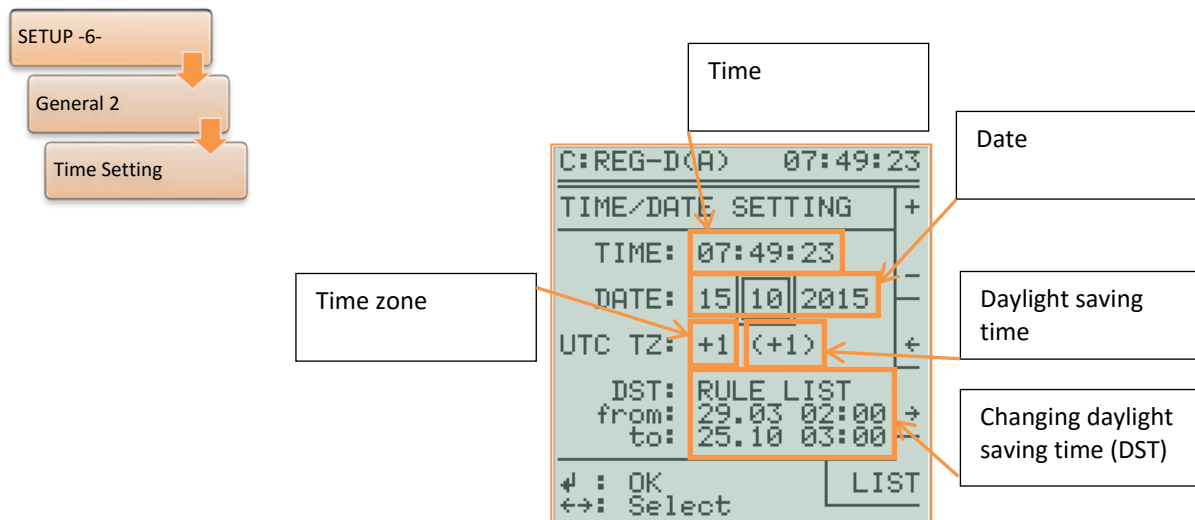 SETUP -6-
General 2
Time Setting
Time
Date
Time zone
Daylight saving
time
Changing daylight
saving time (DST)
C:REG-D(A) 07:49:23
TIME/DATE SETTING +
TIME: 07:49:23
–
DATE: 15 10 2015
UTC TZ: +1 (+1) ←
DST: RULE LIST
from: 29.03 02:00 →
to: 25.10 03:00
↲ : OK LIST
←→: Select